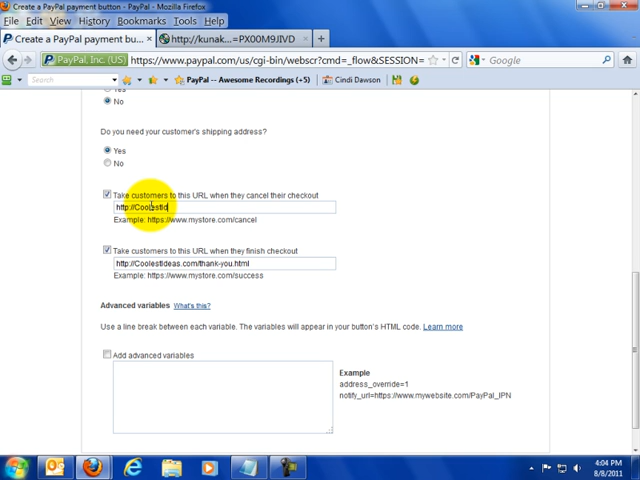 Create a PayPal payment button - PayPal - Mozilla Firefox
File Edit View History Bookmarks Tools Help
Create a PayPal payment bu...
http://kunak...=PX00M9JIVD
PayPal, Inc. (US)
https://www.paypal.com/us/cgi-bin/webscr?cmd=_flow&SESSION=
Google
Search
PayPal -- Awesome Recordings (+5)
Cindi Dawson
Yes
No
Do you need your customer's shipping address?
Yes
No
Take customers to this URL when they cancel their checkout
http://CoolestId
Example: https://www.mystore.com/cancel
Take customers to this URL when they finish checkout
http://CoolestIdeas.com/thank-you.html
Example: https://www.mystore.com/success
Advanced variables What's this?
Use a line break between each variable. The variables will appear in your button's HTML code. Learn more
Add advanced variables
Example
address_override=1
notify_url=https://www.mywebsite.com/PayPal_IPN
4:04 PM
8/8/2011